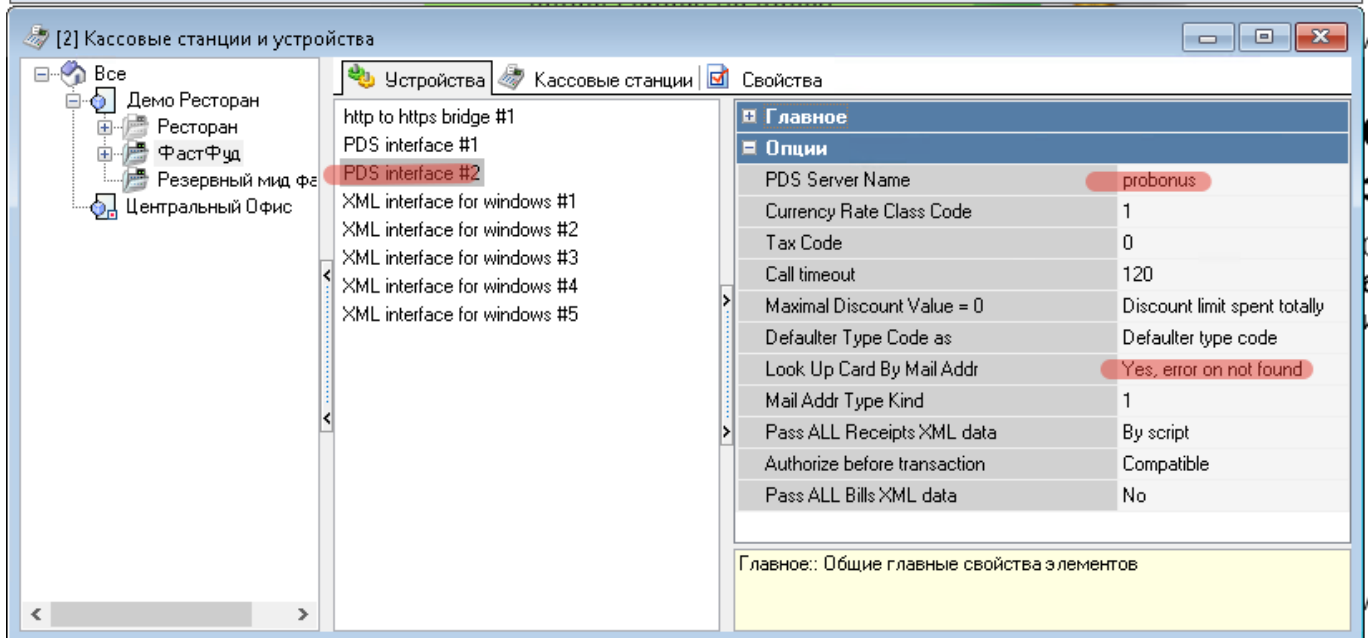 [2] Кассовые станции и устройства
Все
Демо Ресторан
Ресторан
ФастФуд
Резервный мид фа
Центральный Офис
Устройства
Кассовые станции
Свойства
http to https bridge #1
PDS interface #1
PDS interface #2
XML interface for windows #1
XML interface for windows #2
XML interface for windows #3
XML interface for windows #4
XML interface for windows #5
Главное
Опции
PDS Server Name probonus
Currency Rate Class Code 1
Tax Code 0
Call timeout 120
Maximal Discount Value = 0 Discount limit spent totally
Defaulter Type Code as Defaulter type code
Look Up Card By Mail Addr Yes, error on not found
Mail Addr Type Kind 1
Pass ALL Receipts XML data By script
Authorize before transaction Compatible
Pass ALL Bills XML data No
Главное:: Общие главные свойства элементов